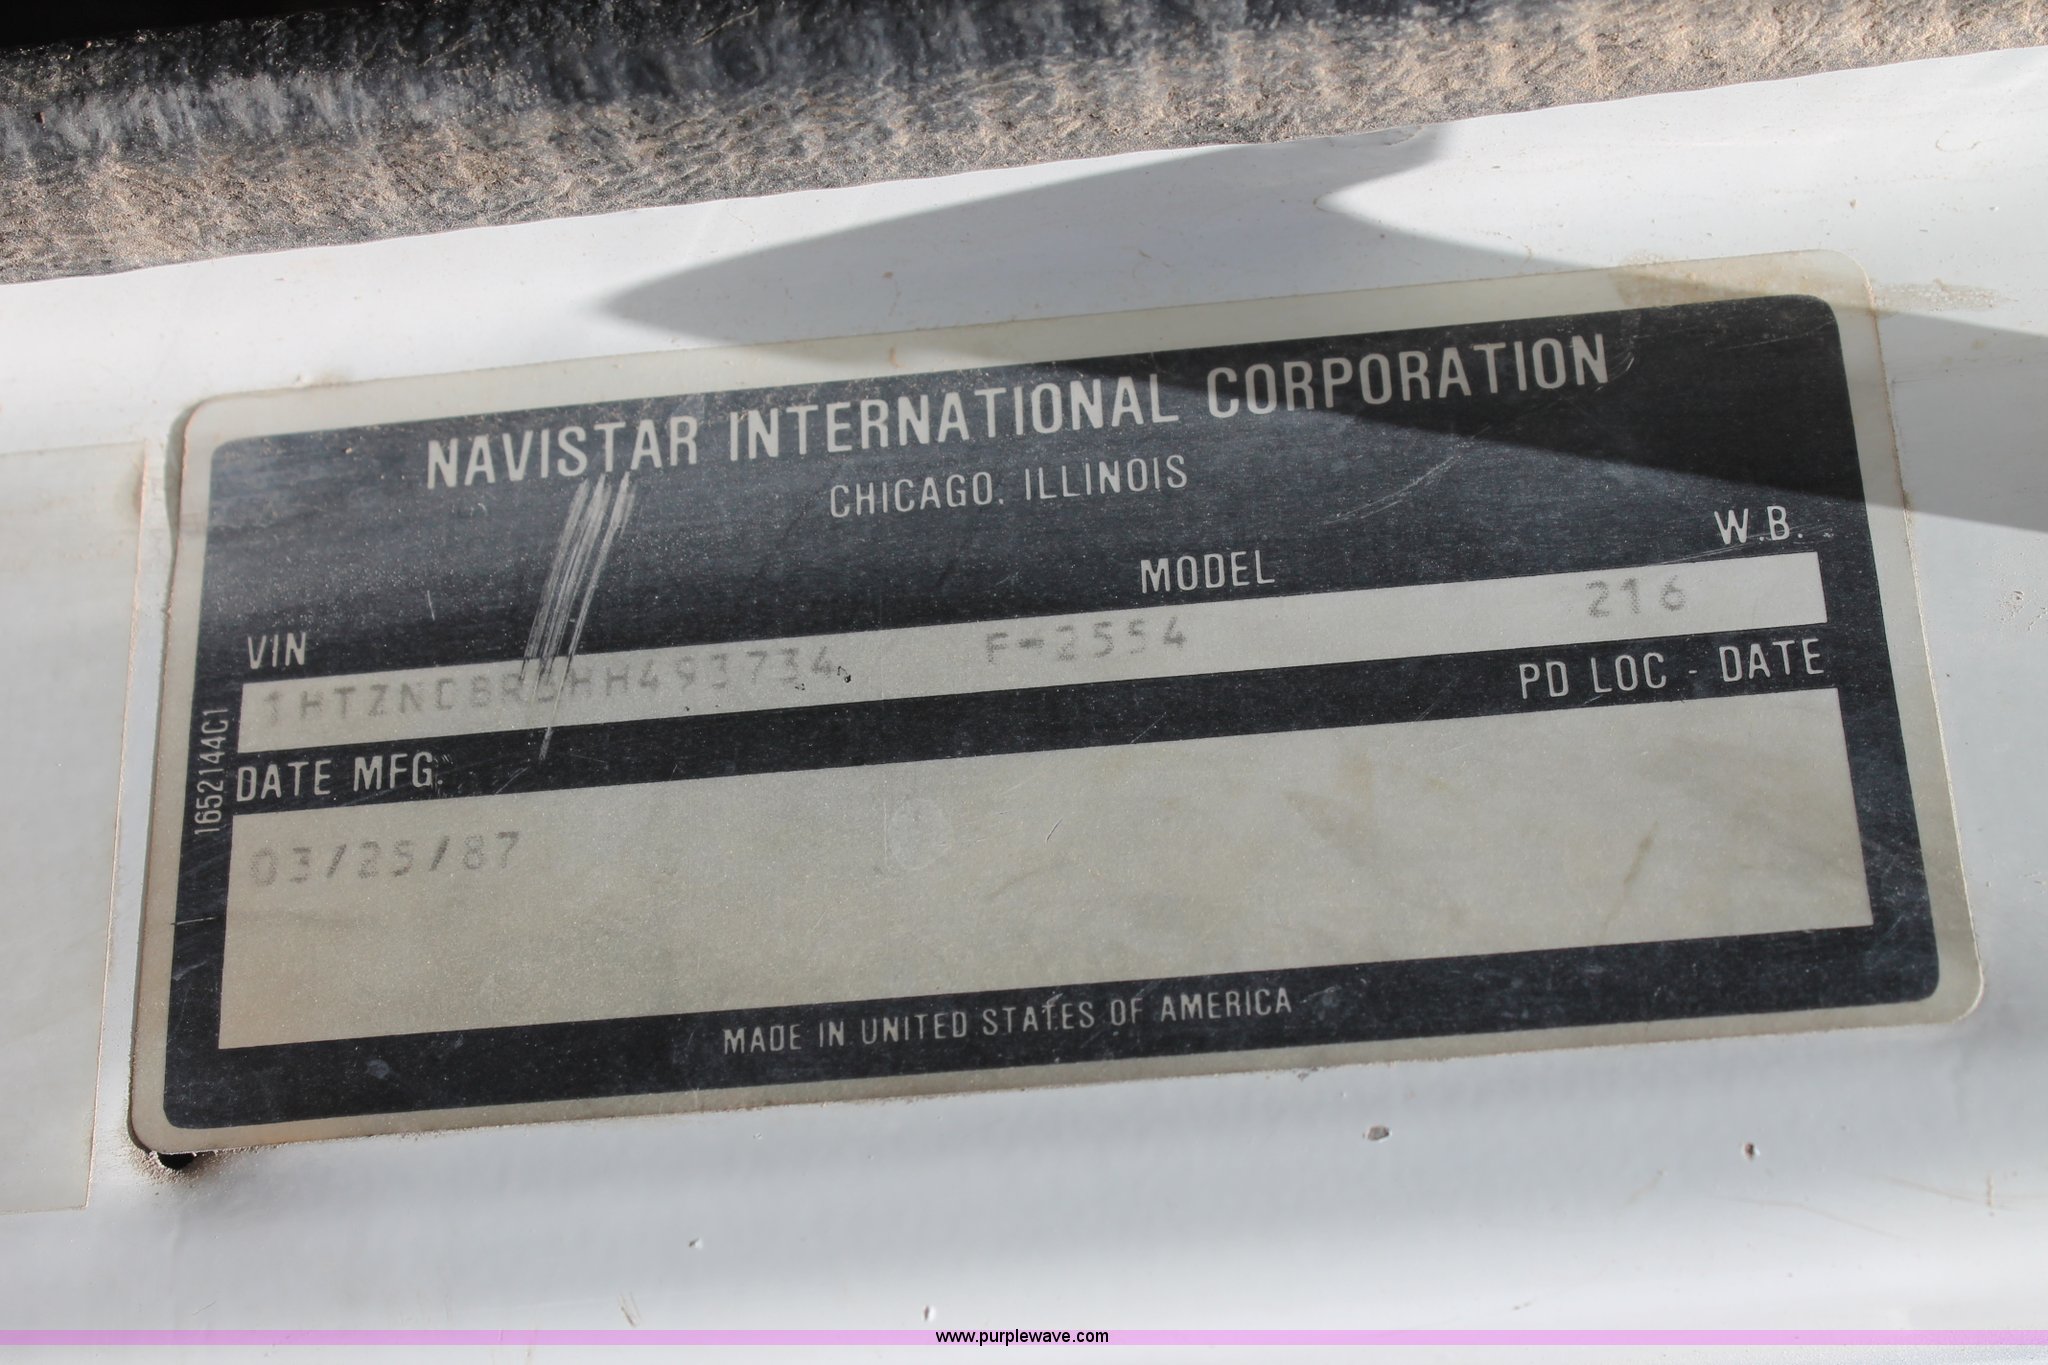 NAVISTAR INTERNATIONAL CORPORATION
CHICAGO, ILLINOIS
VIN MODEL W.B.
F-2554 216
DATE MFG. PD LOC - DATE
03/25/87
1652144C1
MADE IN UNITED STATES OF AMERICA
www.purplewave.com